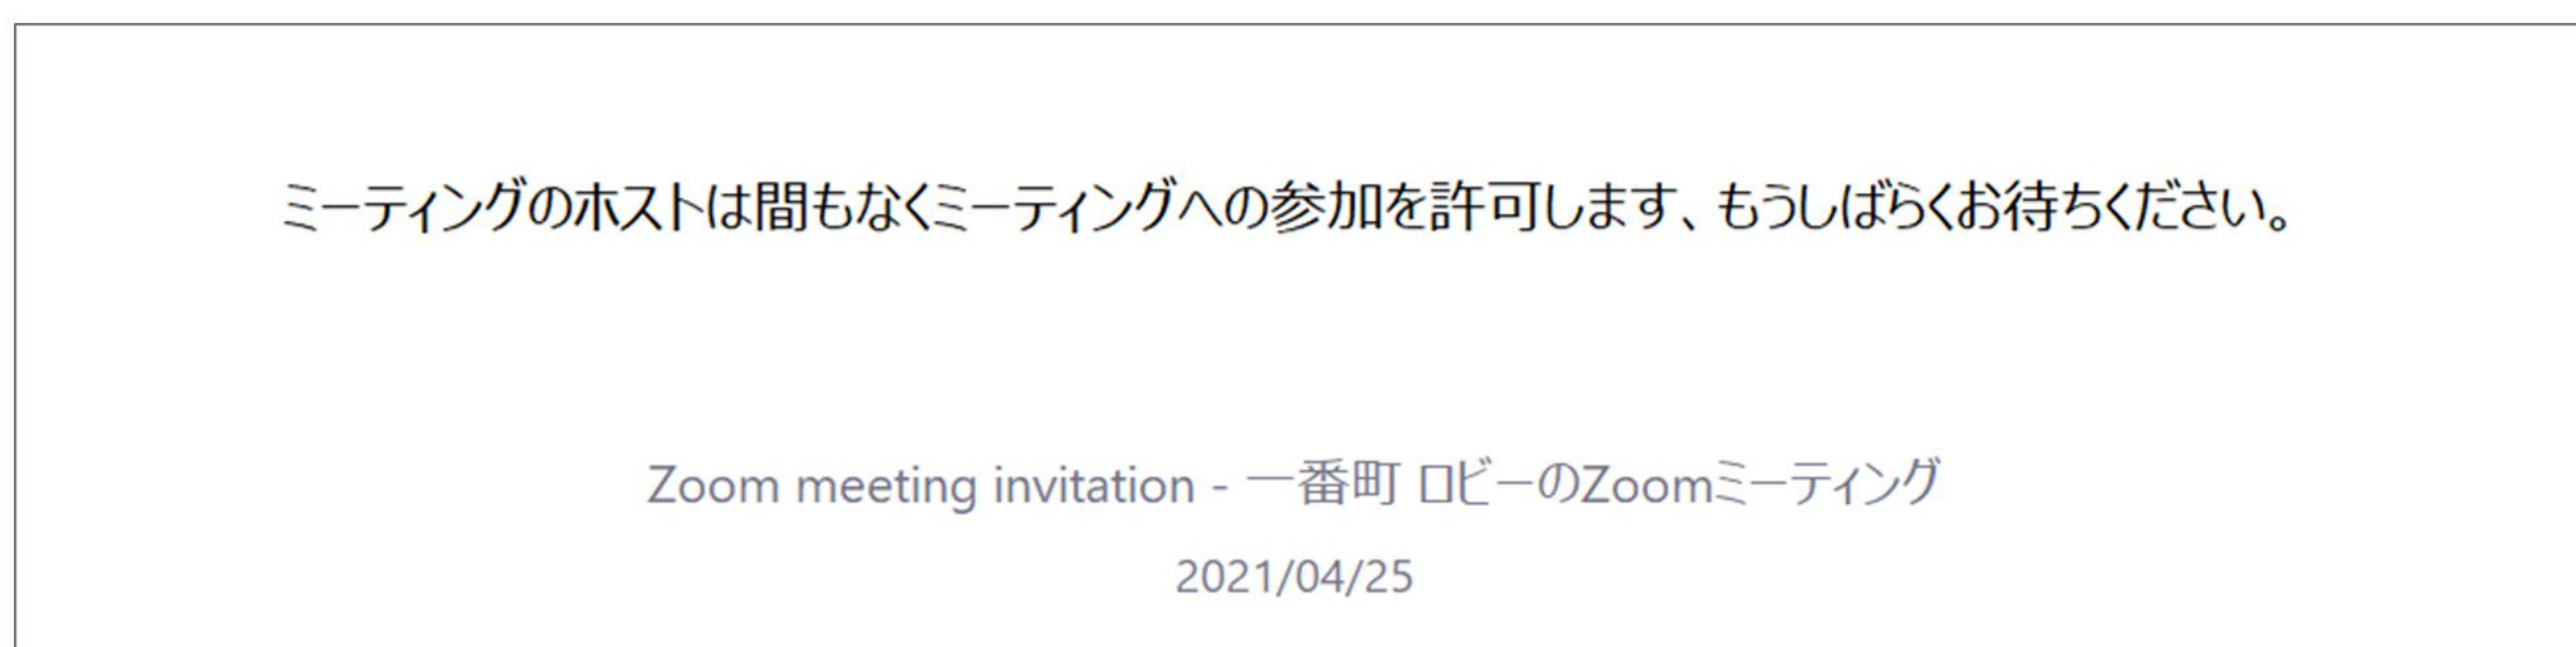 ミーティングのホストは間もなくミーティングへの参加を許可します、もうしばらくお待ちください。
Zoom meeting invitation - 一番町 ロビーのZoomミーティング
2021/04/25